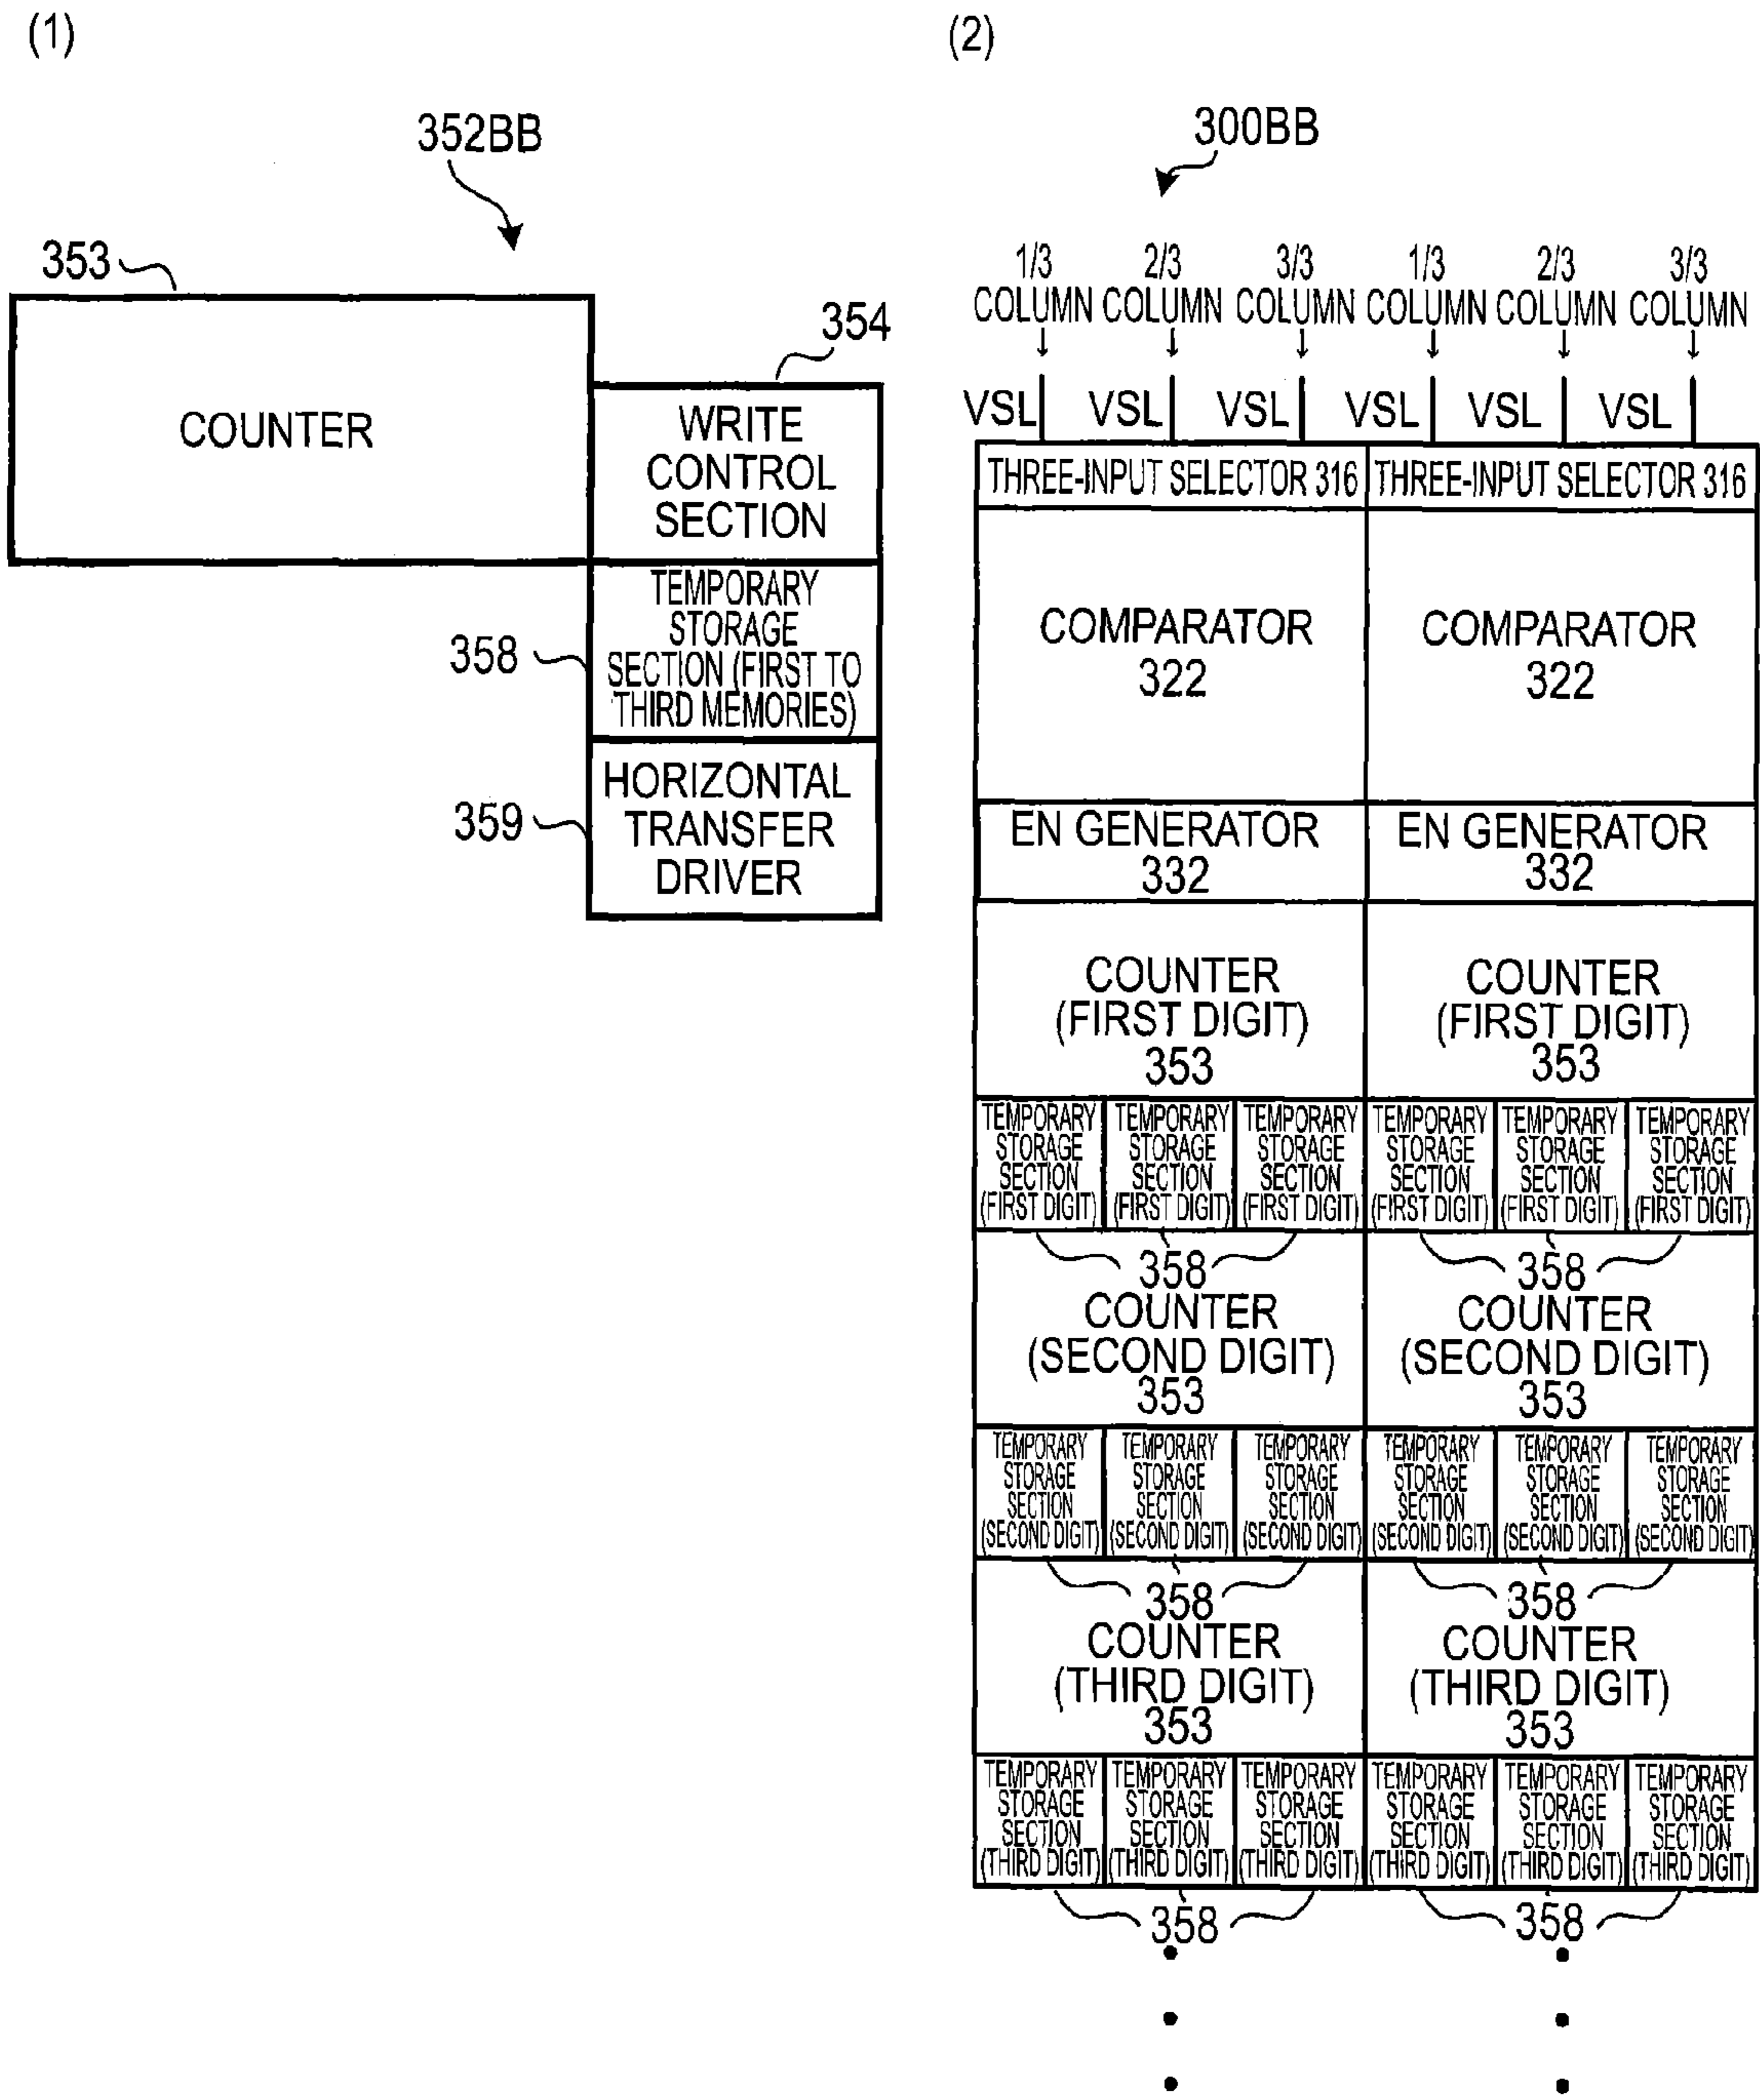 (1)
352BB
353
COUNTER
354
WRITE
CONTROL
SECTION
358
TEMPORARY
STORAGE
SECTION (FIRST TO
THIRD MEMORIES)
359
HORIZONTAL
TRANSFER
DRIVER
(2)
300BB
1/3 2/3 3/3 1/3 2/3 3/3
COLUMN COLUMN COLUMN COLUMN COLUMN COLUMN
VSL VSL VSL VSL VSL VSL
THREE-INPUT SELECTOR 316 THREE-INPUT SELECTOR 316
COMPARATOR COMPARATOR
322 322
EN GENERATOR EN GENERATOR
332 332
COUNTER COUNTER
(FIRST DIGIT) (FIRST DIGIT)
353 353
TEMPORARY TEMPORARY TEMPORARY TEMPORARY TEMPORARY TEMPORARY
STORAGE STORAGE STORAGE STORAGE STORAGE STORAGE
SECTION SECTION SECTION SECTION SECTION SECTION
(FIRST DIGIT) (FIRST DIGIT) (FIRST DIGIT) (FIRST DIGIT) (FIRST DIGIT) (FIRST DIGIT)
358 358
COUNTER COUNTER
(SECOND DIGIT) (SECOND DIGIT)
353 353
TEMPORARY TEMPORARY TEMPORARY TEMPORARY TEMPORARY TEMPORARY
STORAGE STORAGE STORAGE STORAGE STORAGE STORAGE
SECTION SECTION SECTION SECTION SECTION SECTION
(SECOND DIGIT) (SECOND DIGIT) (SECOND DIGIT) (SECOND DIGIT) (SECOND DIGIT) (SECOND DIGIT)
358 358
COUNTER COUNTER
(THIRD DIGIT) (THIRD DIGIT)
353 353
TEMPORARY TEMPORARY TEMPORARY TEMPORARY TEMPORARY TEMPORARY
STORAGE STORAGE STORAGE STORAGE STORAGE STORAGE
SECTION SECTION SECTION SECTION SECTION SECTION
(THIRD DIGIT) (THIRD DIGIT) (THIRD DIGIT) (THIRD DIGIT) (THIRD DIGIT) (THIRD DIGIT)
358 358